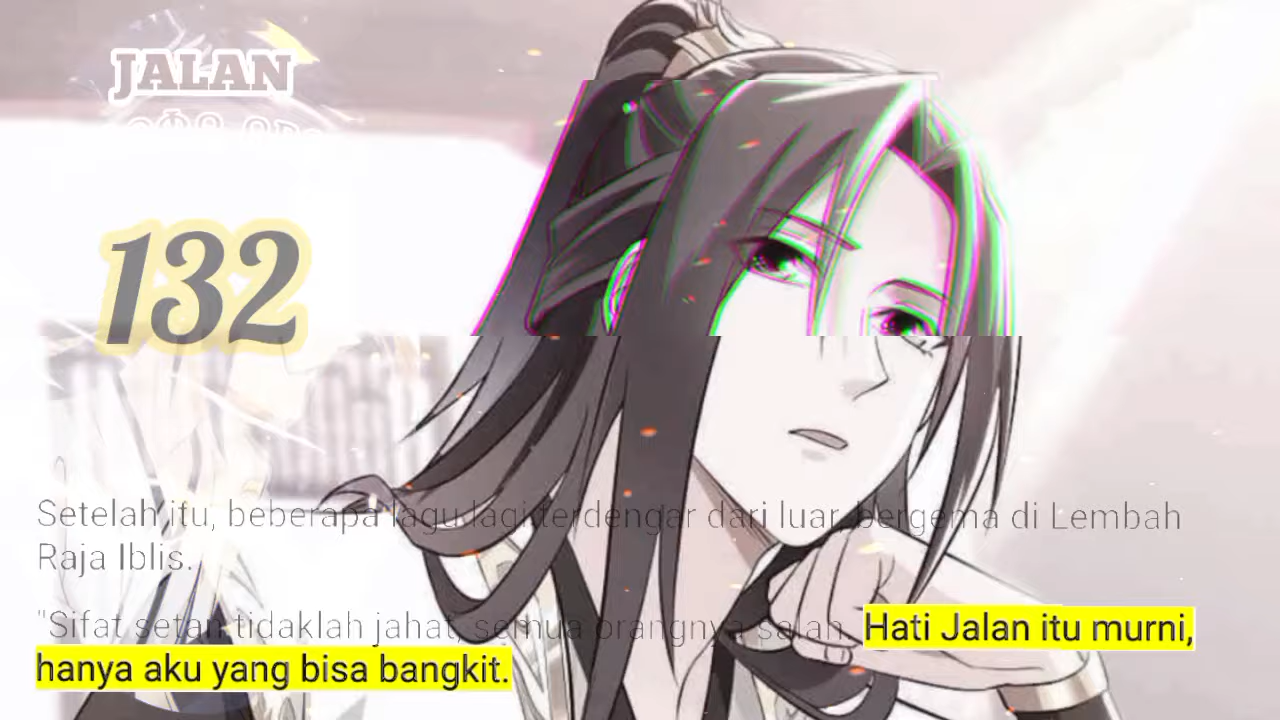 JALAN
132
Setelah itu, beberapa lagu lagi terdengar dari luar, bergema di Lembah
Raja Iblis.
"Sifat setan tidaklah jahat, semua orangnya salah. Hati Jalan itu murni,
hanya aku yang bisa bangkit.